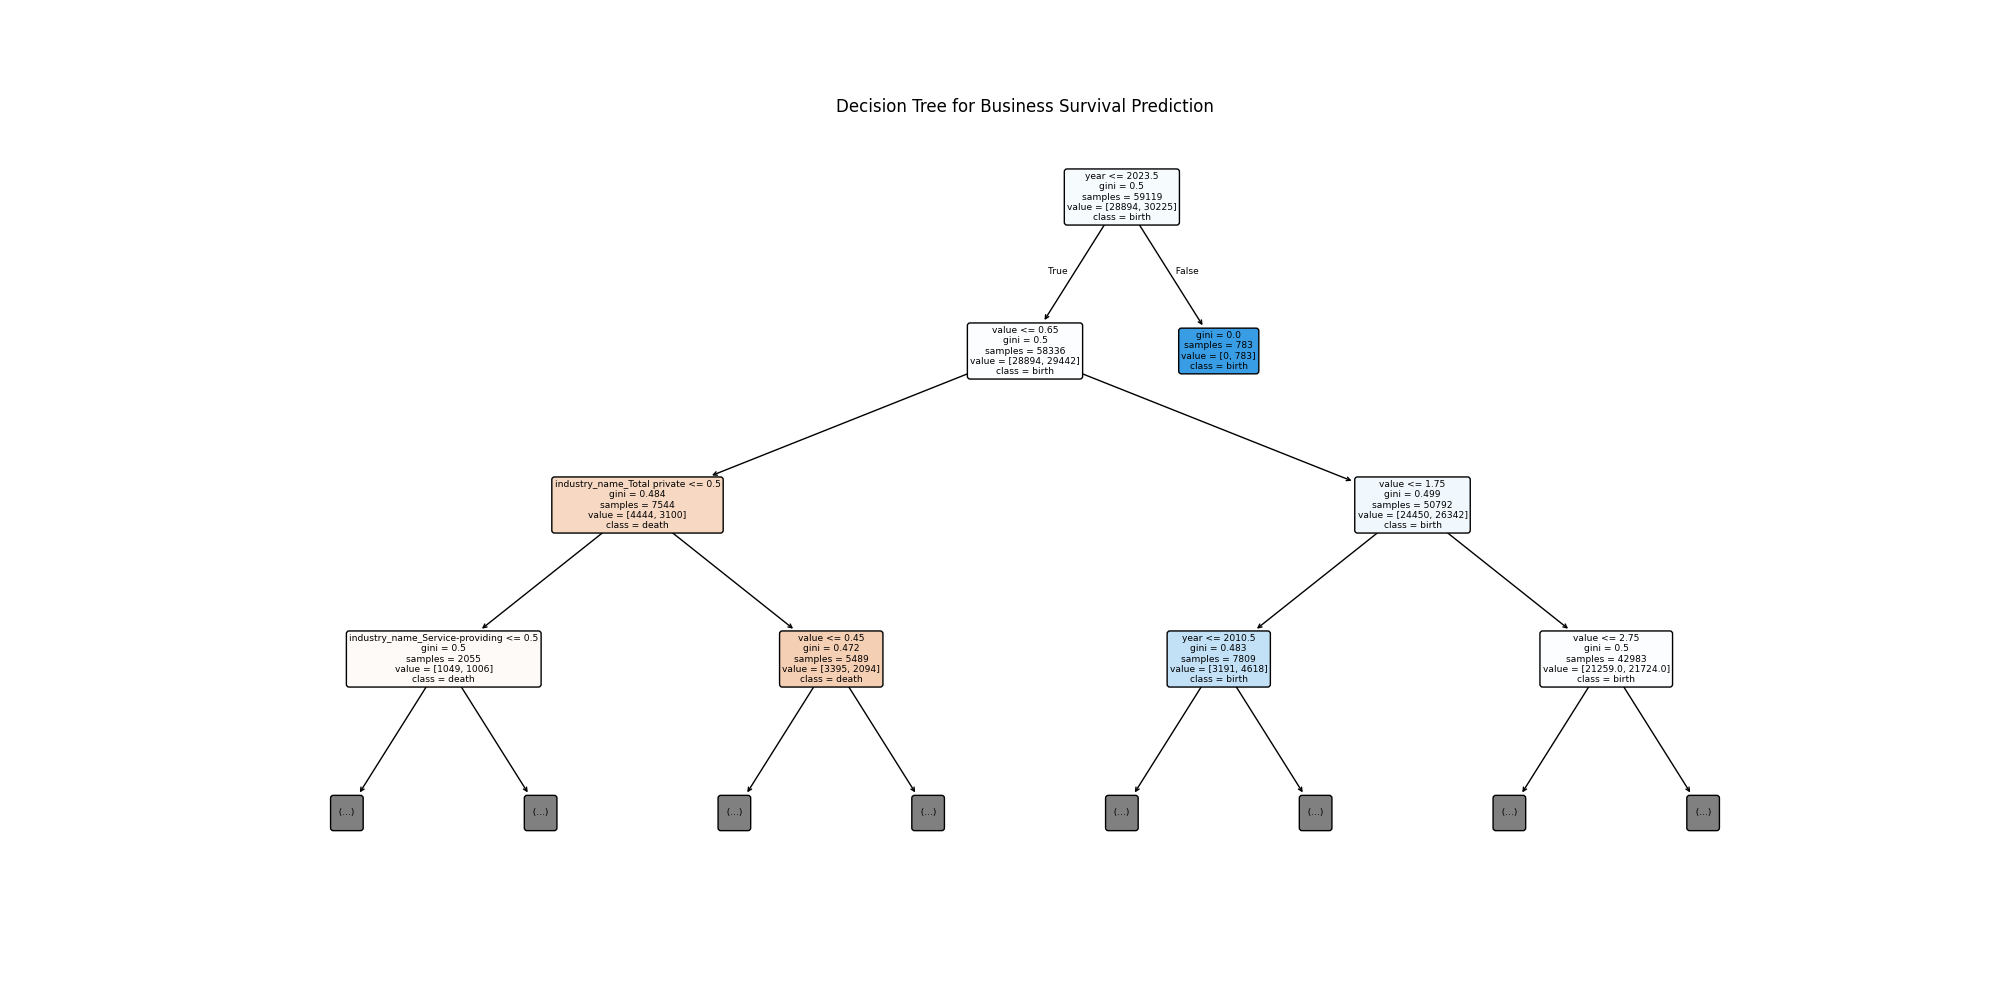 Decision Tree for Business Survival Prediction
year <= 2023.5
gini = 0.5
samples = 59119
value = [28894, 30225]
class = birth
True
False
value <= 0.65
gini = 0.5
samples = 58336
value = [28894, 29442]
class = birth
gini = 0.0
samples = 783
value = [0, 783]
class = birth
industry_name_Total private <= 0.5
gini = 0.484
samples = 7544
value = [4444, 3100]
class = death
value <= 1.75
gini = 0.499
samples = 50792
value = [24450, 26342]
class = birth
industry_name_Service-providing <= 0.5
gini = 0.5
samples = 2055
value = [1049, 1006]
class = death
value <= 0.45
gini = 0.472
samples = 5489
value = [3395, 2094]
class = death
year <= 2010.5
gini = 0.483
samples = 7809
value = [3191, 4618]
class = birth
value <= 2.75
gini = 0.5
samples = 42983
value = [21259.0, 21724.0]
class = birth
(...)
(...)
(...)
(...)
(...)
(...)
(...)
(...)